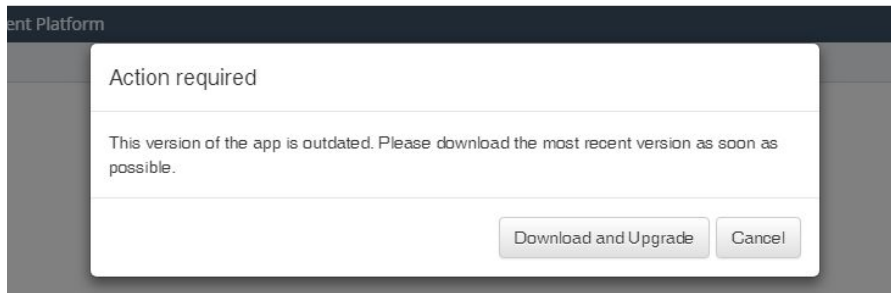 ent Platform
Action required
This version of the app is outdated. Please download the most recent version as soon as
possible.
Download and Upgrade
Cancel